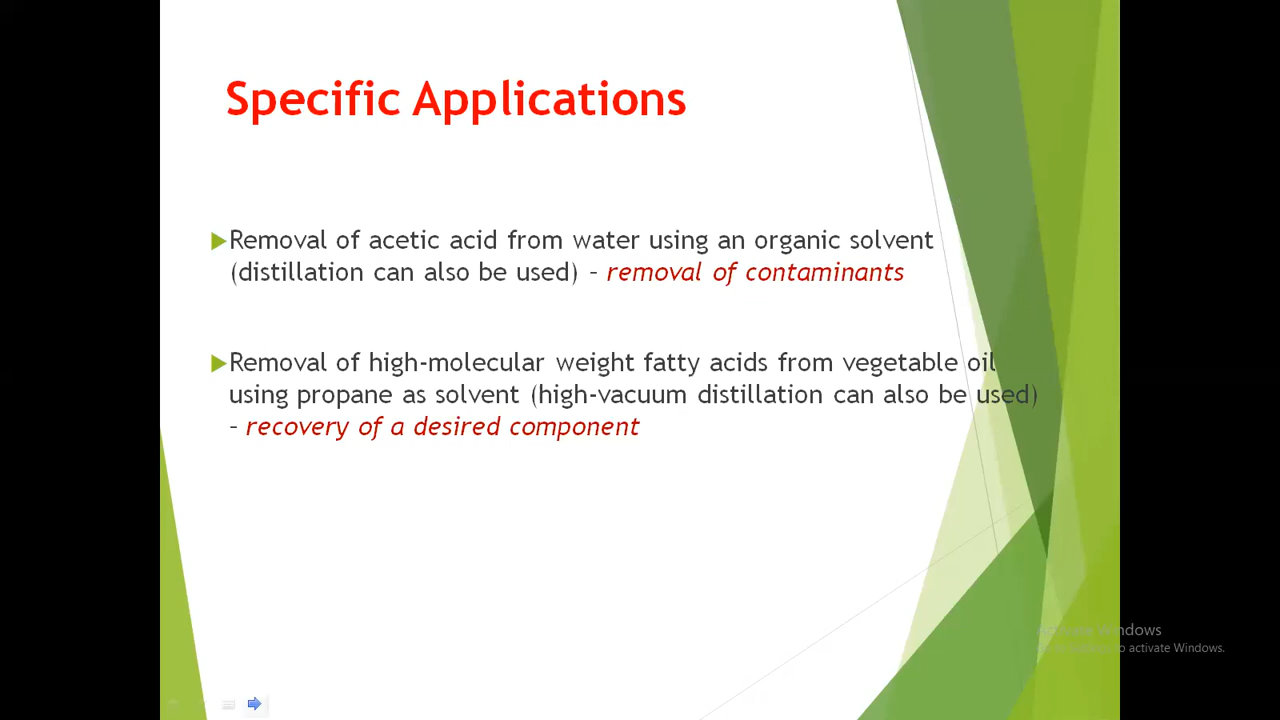 Specific Applications
Removal of acetic acid from water using an organic solvent
(distillation can also be used) – removal of contaminants
Removal of high-molecular weight fatty acids from vegetable oil
using propane as solvent (high-vacuum distillation can also be used)
– recovery of a desired component
Windows
to activate Windows.